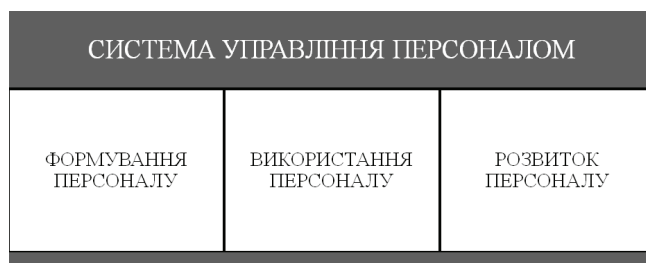 СИСТЕМА УПРАВЛІННЯ ПЕРСОНАЛОМ
ФОРМУВАННЯ
ПЕРСОНАЛУ
ВИКОРИСТАННЯ
ПЕРСОНАЛУ
РОЗВИТОК
ПЕРСОНАЛУ